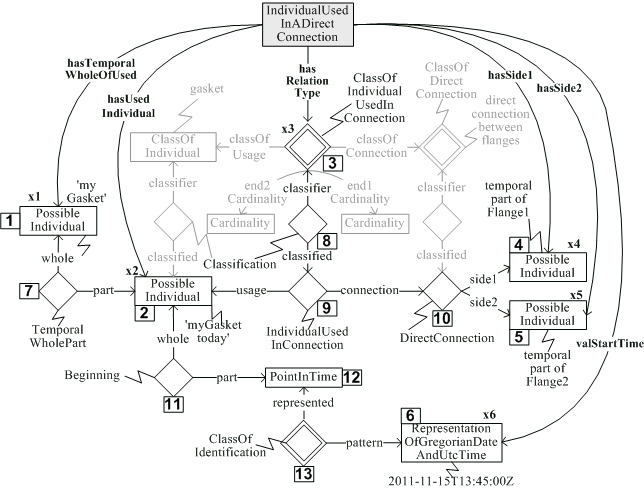 IndividualUsed
InADirect
Connection
hasTemporal
WholeOfUsed
hasUsed
Individual
has
Relation
Type
hasSide1
hasSide2
ClassOf
Individual
UsedIn
Connection
ClassOf
Direct
Connection
gasket
x3
3
ClassOf
Individual
classOf
Usage
classOf
Connection
direct
connection
between
flanges
classifier
classifier
classifier
end2
Cardinality
end1
Cardinality
Cardinality
Cardinality
x1
'my
Gasket'
1
Possible
Individual
temporal
part of
Flange1
8
classified
classified
classified
Classification
4
x4
Possible
Individual
whole
7
part
Temporal
WholePart
x2
Possible
Individual
2
'myGasket
today'
usage
9
connection
IndividualUsed
InConnection
10
DirectConnection
side1
side2
x5
Possible
Individual
5
temporal
part of
Flange2
valStartTime
whole
Beginning
11
part
PointInTime
12
represented
ClassOf
Identification
13
pattern
6
x6
Representation
OfGregorianDate
AndUtcTime
2011-11-15T13:45:00Z